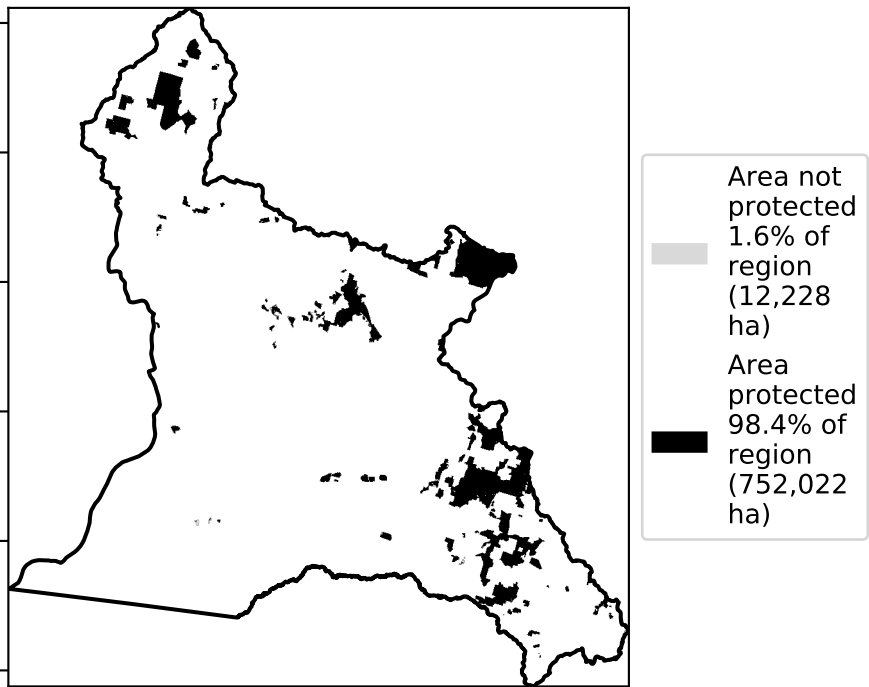 Area not
protected
1.6% of
region
(12,228
ha)
Area
protected
98.4% of
region
(752,022
ha)